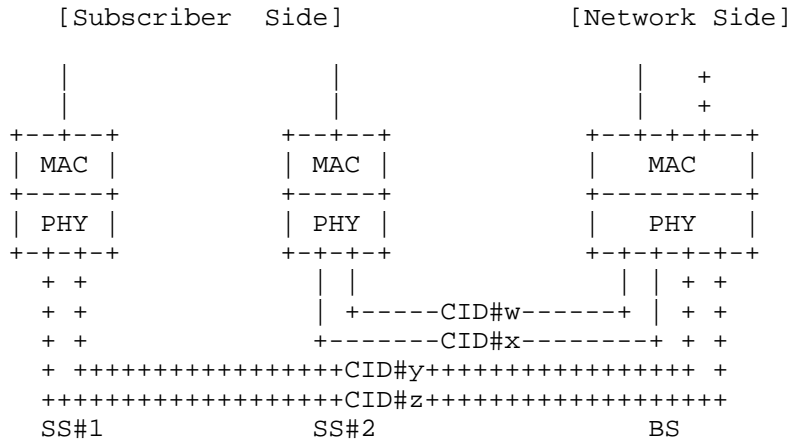 [Subscriber  Side]                [Network Side]

      |                   |                      |    +
      |                   |                      |    +
+--+--+             +--+--+               +--+-+-+--+
| MAC |             | MAC |               |   MAC   |
+-----+             +-----+               +---------+
| PHY |             | PHY |               |   PHY   |
+-+-+-+             +-+-+-+               +-+-+-+-+-+
  + +                 | |                   | | + +
  + +                 | +-----CID#w------+ | + +
  + +                 +-------CID#x--------+ + +
  + +++++++++++++++++CID#y+++++++++++++++++ +
  +++++++++++++++++++CID#z+++++++++++++++++++
  SS#1              SS#2                   BS